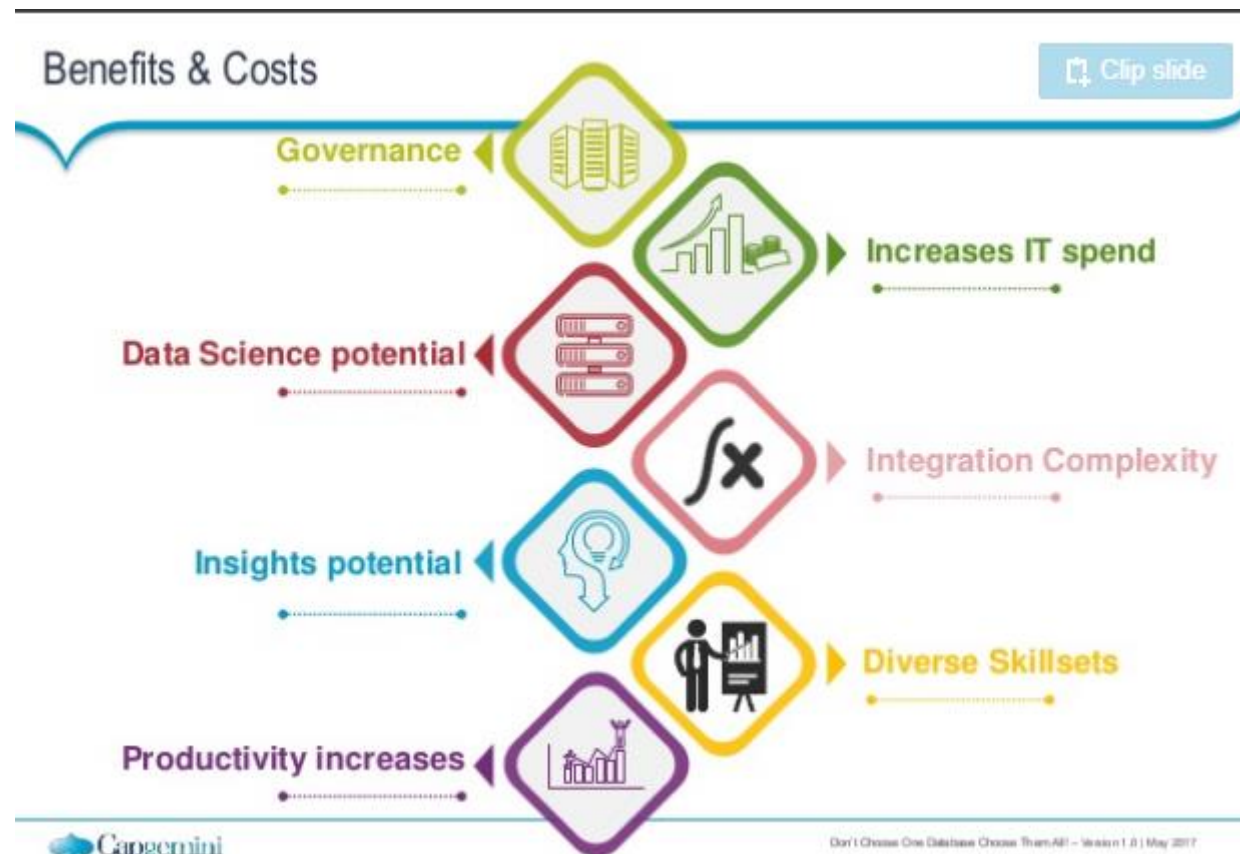 Benefits & Costs
Clip slide
Governance
Increases IT spend
Data Science potential
Integration Complexity
Insights potential
Diverse Skillsets
Productivity increases
Capgemini
Don't Choose One Database Choose Them All! – Version 1.0 | May 2017